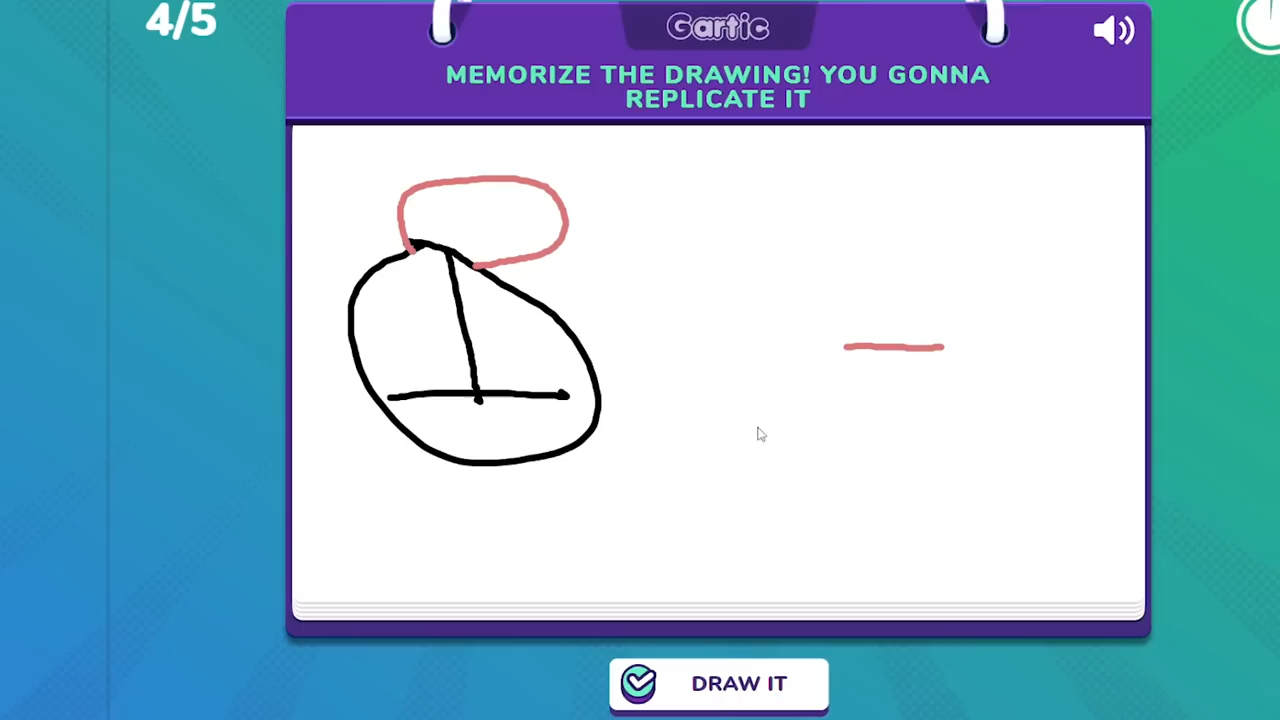 4/5
Gartic
MEMORIZE THE DRAWING! YOU GONNA
REPLICATE IT
DRAW IT